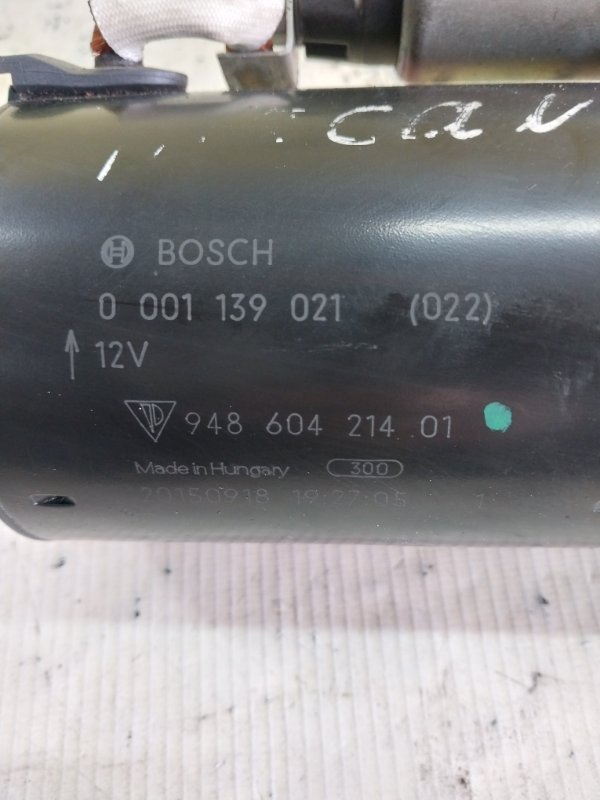 BOSCH
0 001 139 021 (022)
12V
948 604 214 01
Made in Hungary 300
20150918 19:27:05